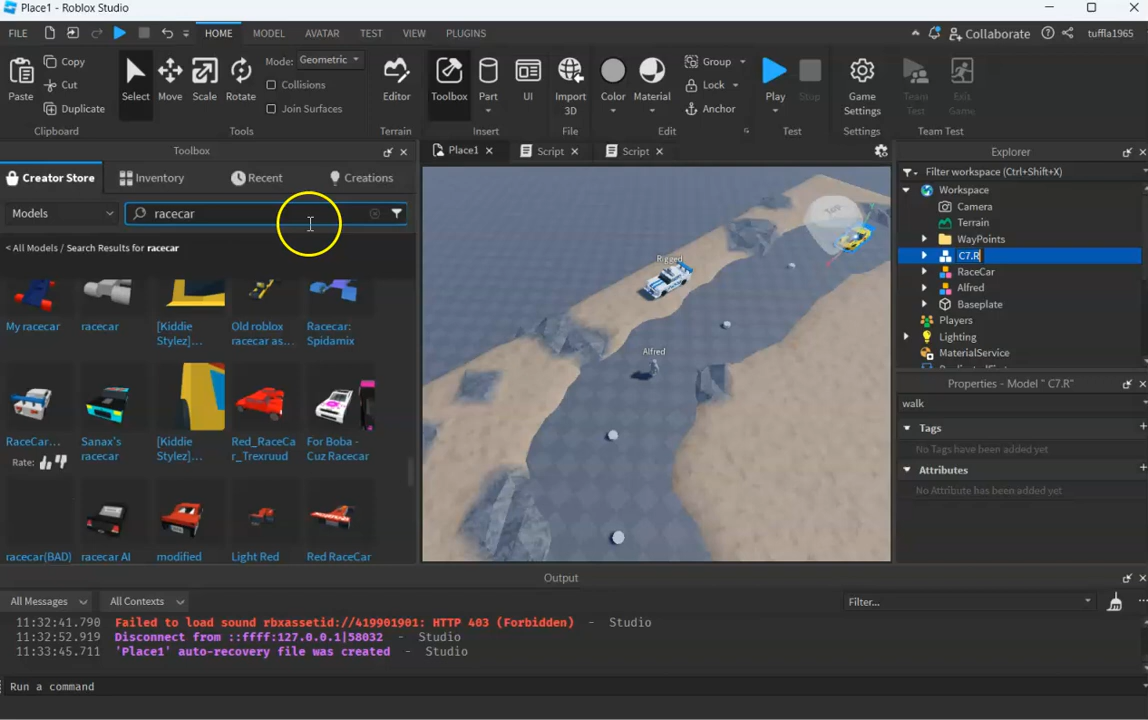 Place1 - Roblox Studio
FILE HOME MODEL AVATAR TEST VIEW PLUGINS Collaborate tuffla1965
Paste
Copy
Cut
Duplicate
Clipboard
Select Move Scale Rotate
Mode: Geometric
Collisions
Join Surfaces
Tools
Editor
Terrain
Toolbox Part UI
Insert
Import
3D
File
Color Material
Group
Lock
Anchor
Edit
Play Stop
Test
Game
Settings
Settings
Team
Test
Exit
Game
Team Test
Toolbox
Creator Store Inventory Recent Creations
Models racecar
< All Models / Search Results for racecar
My racecar
racecar
[Kiddie
Stylez]...
Old roblox
racecar as...
Racecar:
Spidamix
RaceCar...
Rate:
Sanax's
racecar
[Kiddie
Stylez]...
Red_RaceCa
r_Trexruud
For Boba -
Cuz Racecar
racecar(BAD)
racecar AI
modified
Light Red
Red RaceCar
Place1 Script Script
Top
Rigged
Alfred
Explorer
Filter workspace (Ctrl+Shift+X)
Workspace
Camera
Terrain
WayPoints
C7.R
RaceCar
Alfred
Baseplate
Players
Lighting
MaterialService
Properties - Model " C7.R"
walk
Tags
No Tags have been added yet
Attributes
No Attribute has been added yet
Output
All Messages All Contexts Filter...
11:32:41.790 Failed to load sound rbxassetid://419901901: HTTP 403 (Forbidden) - Studio
11:32:52.919 Disconnect from ::ffff:127.0.0.1|58032 - Studio
11:33:45.711 'Place1' auto-recovery file was created - Studio
Run a command